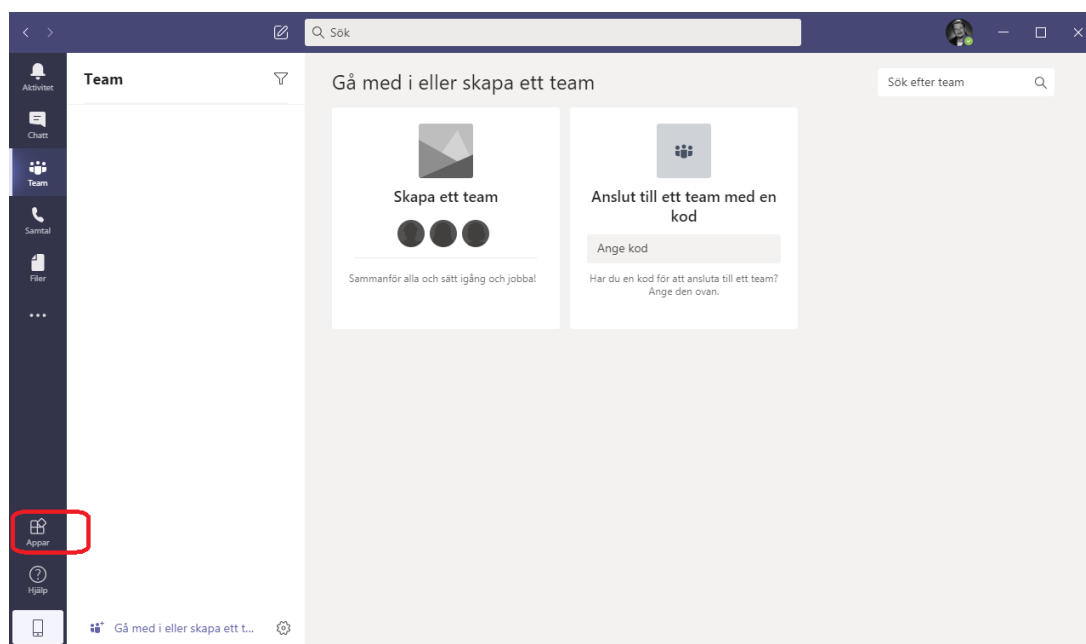 Sök
Aktivitet
Chatt
Team
Samtal
Filer
Appar
Hjälp
Team
Gå med i eller skapa ett t...
Gå med i eller skapa ett team
Sök efter team
Skapa ett team
Sammanför alla och sätt igång och jobba!
Anslut till ett team med en
kod
Ange kod
Har du en kod för att ansluta till ett team?
Ange den ovan.